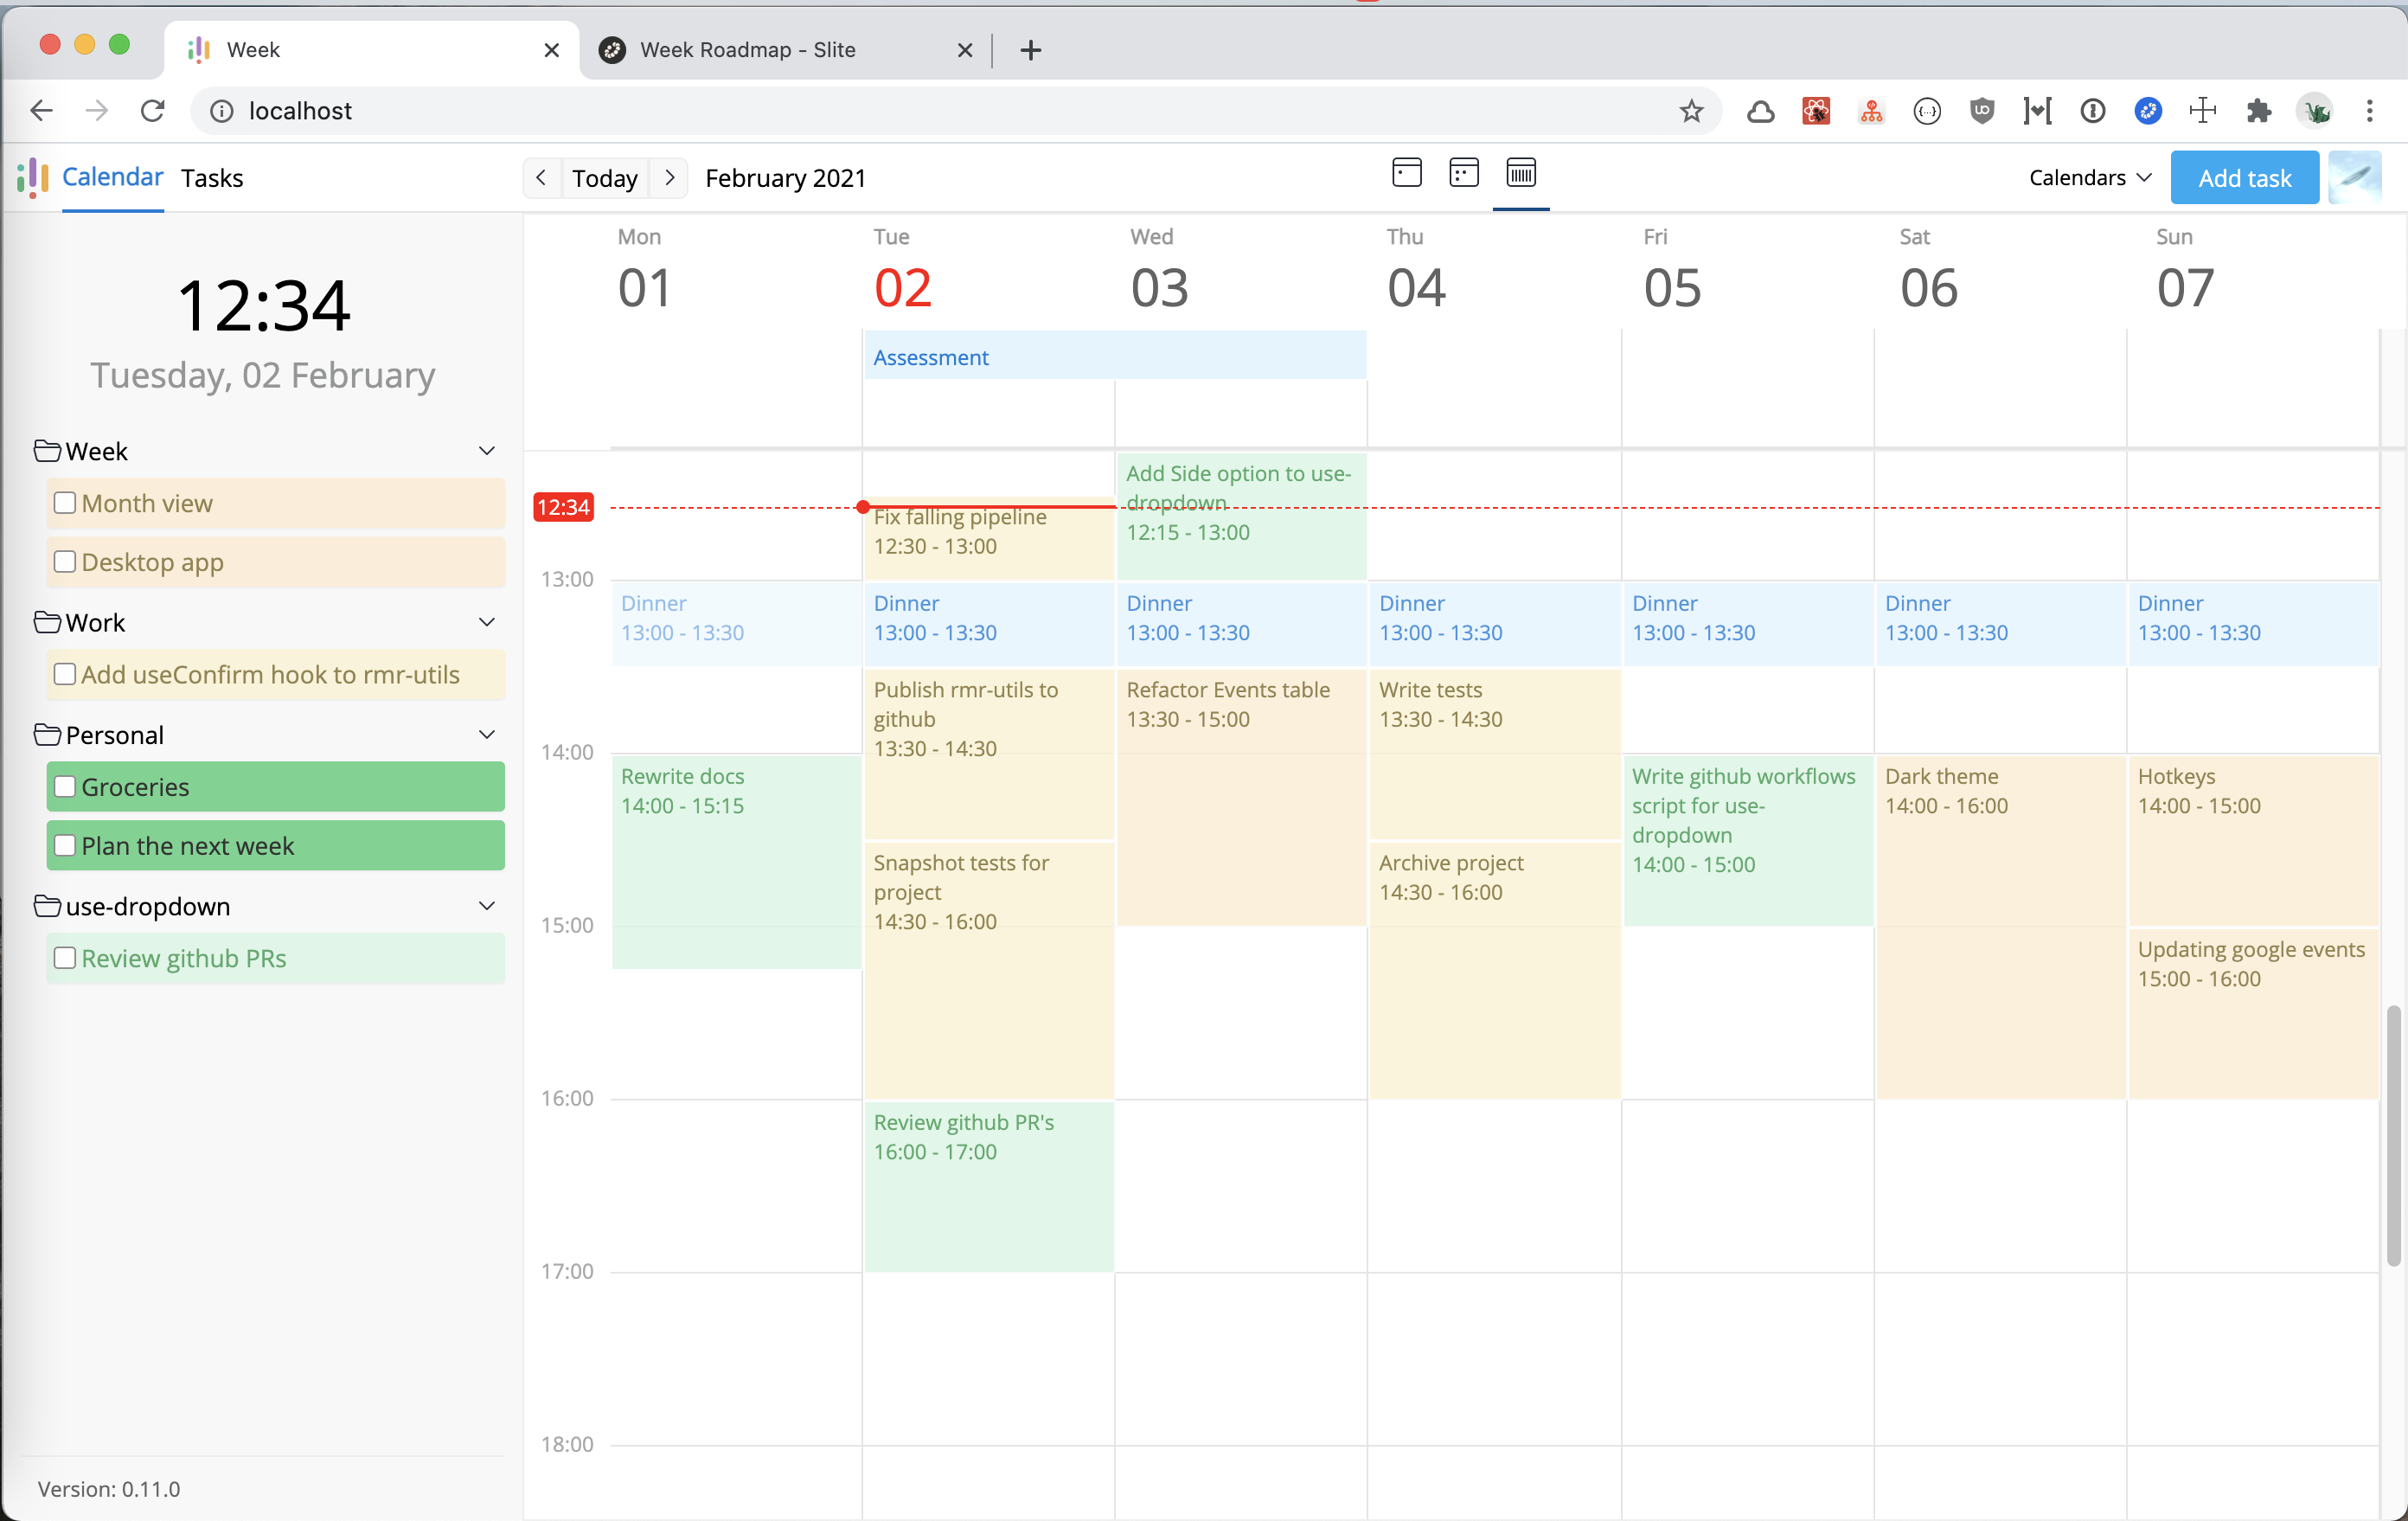 Week
Week Roadmap - Slite
localhost
Calendar
Tasks
Today
February 2021
Calendars
Add task
12:34
Tuesday, 02 February
Week
Month view
Desktop app
Work
Add useConfirm hook to rmr-utils
Personal
Groceries
Plan the next week
use-dropdown
Review github PRs
Version: 0.11.0
Mon
Tue
Wed
Thu
Fri
Sat
Sun
01
02
03
04
05
06
07
Assessment
12:34
13:00
14:00
15:00
16:00
17:00
18:00
Dinner
13:00 - 13:30
Rewrite docs
14:00 - 15:15
Fix falling pipeline
12:30 - 13:00
Dinner
13:00 - 13:30
Publish rmr-utils to
github
13:30 - 14:30
Snapshot tests for
project
14:30 - 16:00
Review github PR's
16:00 - 17:00
Add Side option to use-
dropdown
12:15 - 13:00
Dinner
13:00 - 13:30
Refactor Events table
13:30 - 15:00
Dinner
13:00 - 13:30
Write tests
13:30 - 14:30
Archive project
14:30 - 16:00
Dinner
13:00 - 13:30
Write github workflows
script for use-
dropdown
14:00 - 15:00
Dinner
13:00 - 13:30
Dark theme
14:00 - 16:00
Dinner
13:00 - 13:30
Hotkeys
14:00 - 15:00
Updating google events
15:00 - 16:00